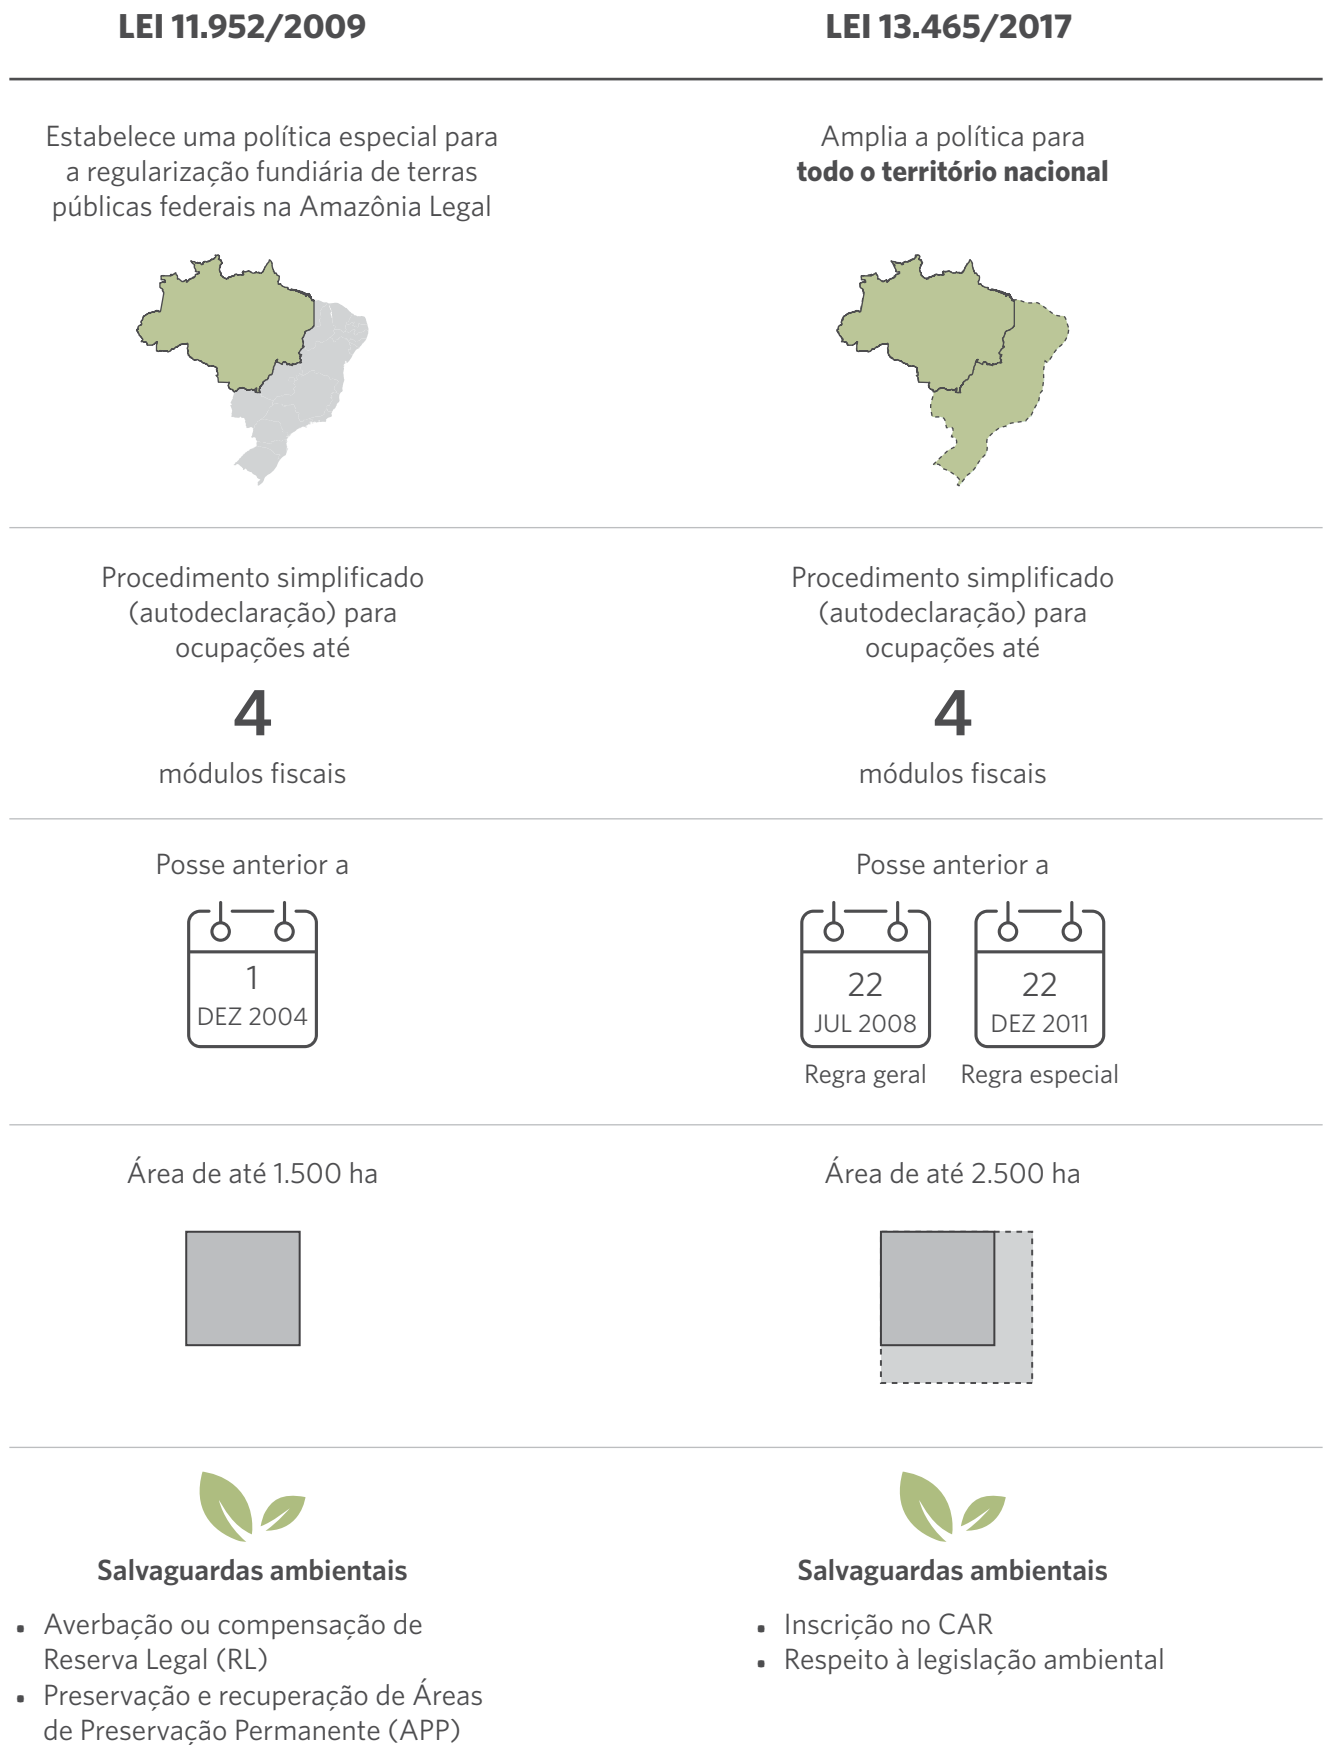 LEI 11.952/2009
LEI 13.465/2017
Estabelece uma política especial para
a regularização fundiária de terras
públicas federais na Amazônia Legal
Amplia a política para
todo o território nacional
Procedimento simplificado
(autodeclaração) para
ocupações até
4
módulos fiscais
Procedimento simplificado
(autodeclaração) para
ocupações até
4
módulos fiscais
Posse anterior a
1
DEZ 2004
Posse anterior a
22
JUL 2008
Regra geral
22
DEZ 2011
Regra especial
Área de até 1.500 ha
Área de até 2.500 ha
Salvaguardas ambientais
▪ Averbação ou compensação de
Reserva Legal (RL)
▪ Preservação e recuperação de Áreas
de Preservação Permanente (APP)
Salvaguardas ambientais
▪ Inscrição no CAR
▪ Respeito à legislação ambiental